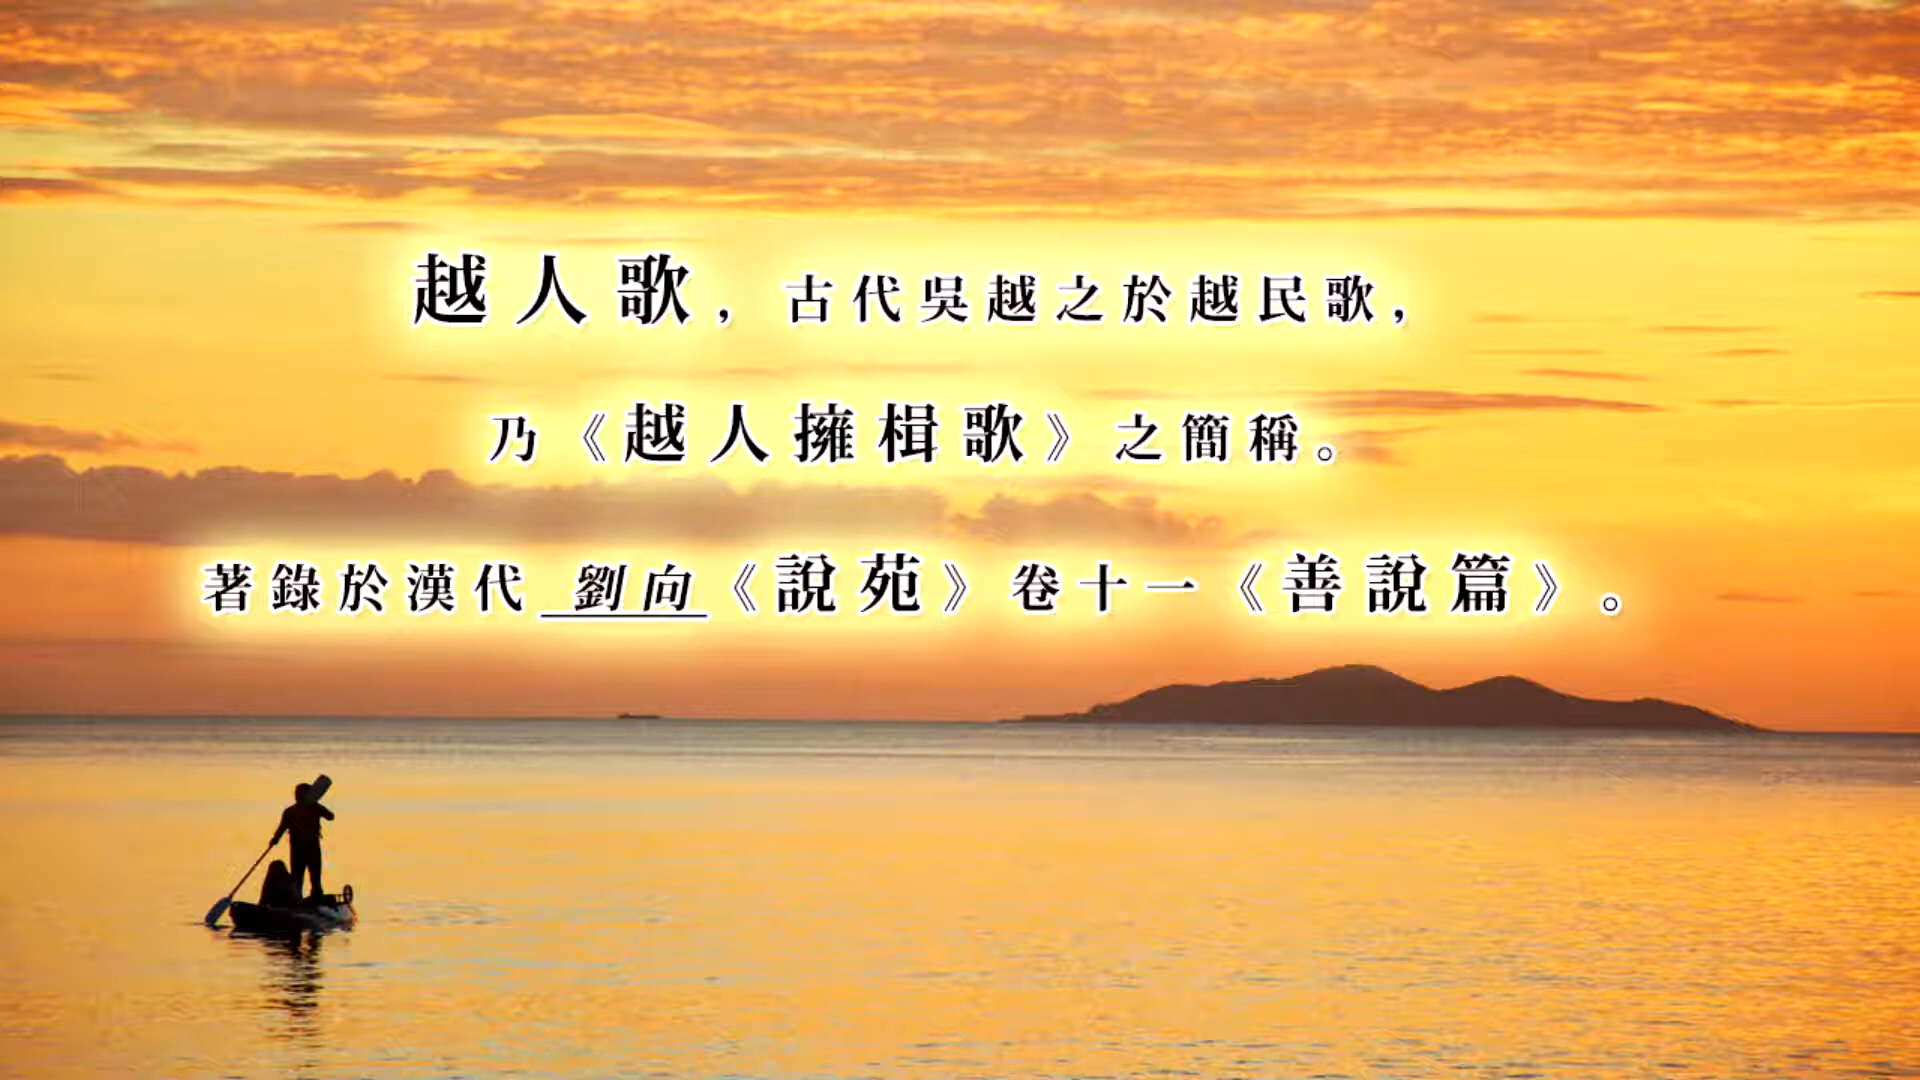 越人歌，古代吳越之於越民歌，
乃《越人擁楫歌》之簡稱。
著錄於漢代劉向《說苑》卷十一《善說篇》。